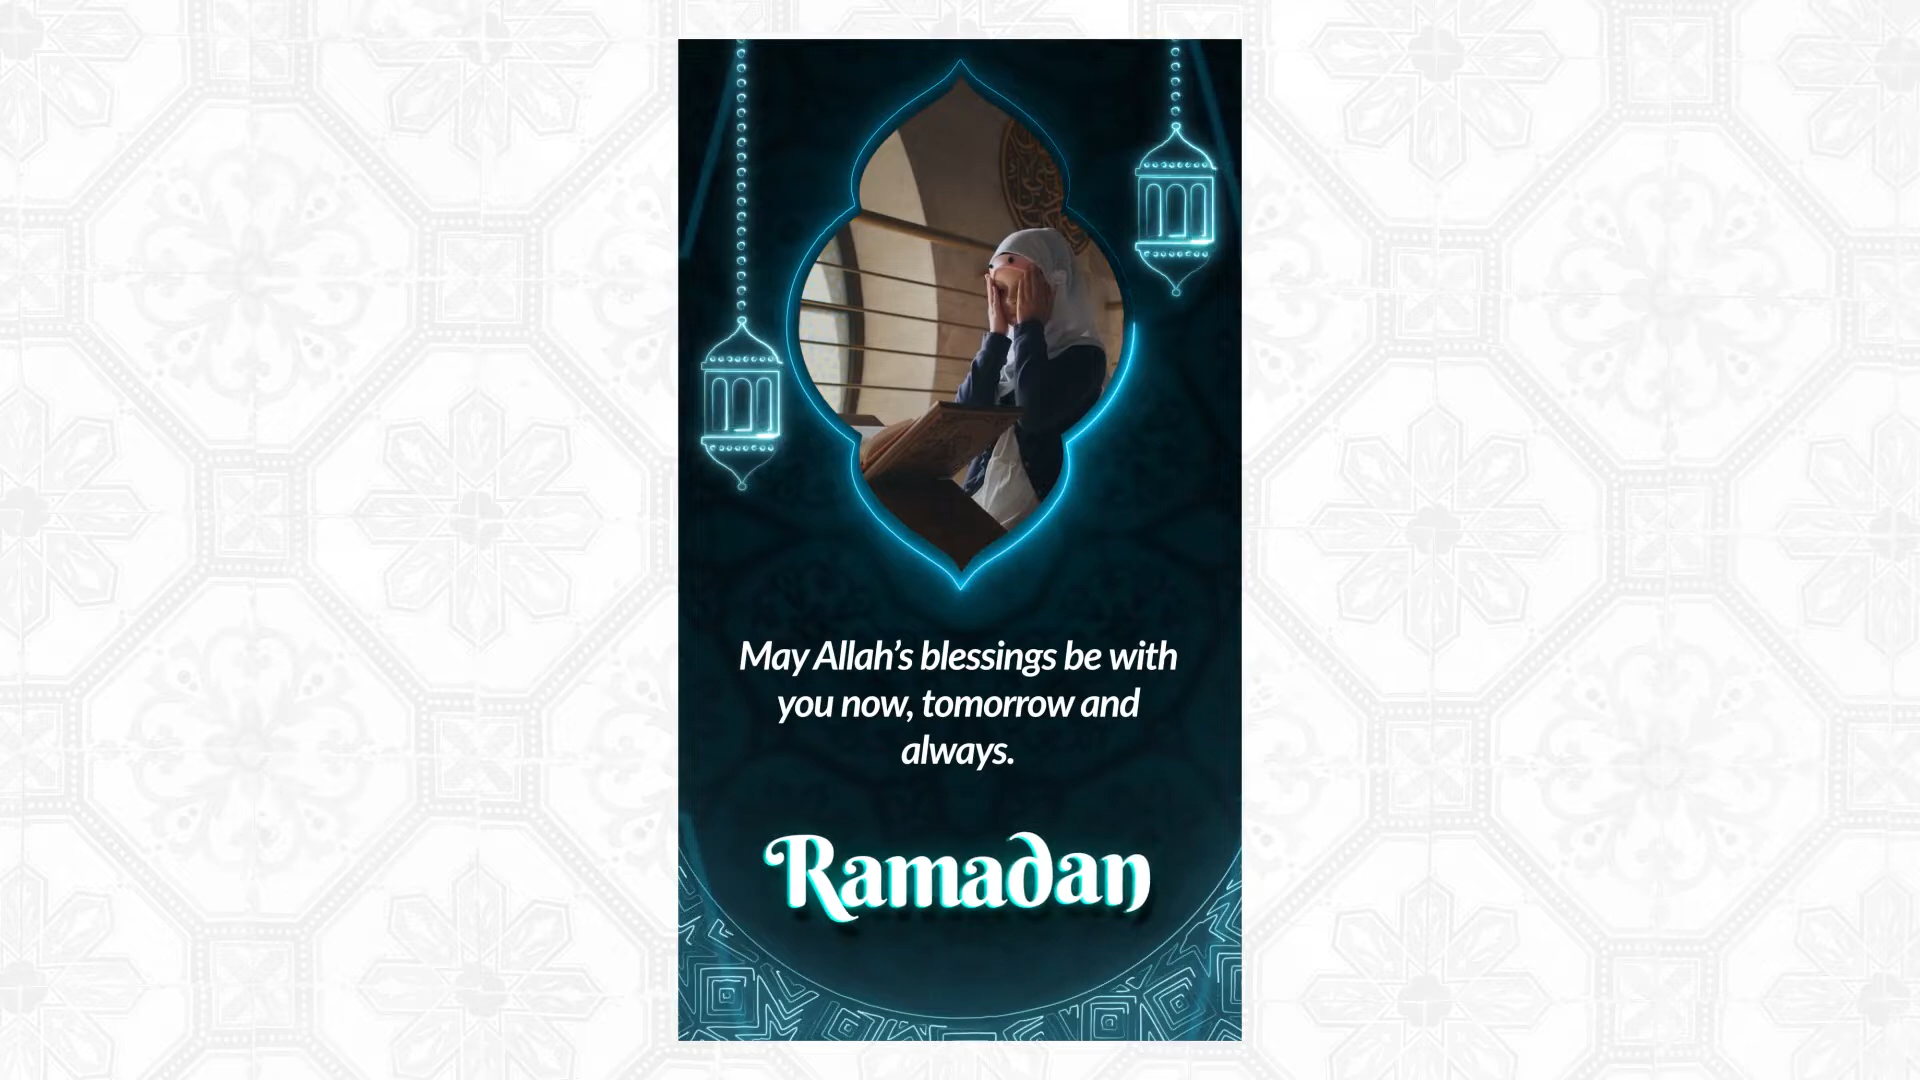 May Allah’s blessings be with
you now, tomorrow and
always.
Ramadan